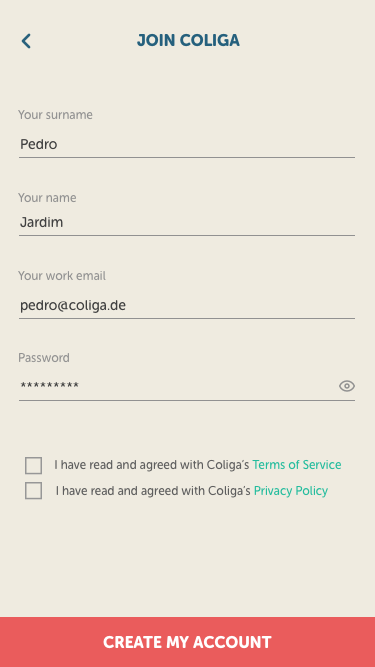 JOIN COLIGA
Your surname
Pedro
Your name
Jardim
Your work email
pedro@coliga.de
Password
*********
I have read and agreed with Coliga's Terms of Service
I have read and agreed with Coliga's Privacy Policy
CREATE MY ACCOUNT